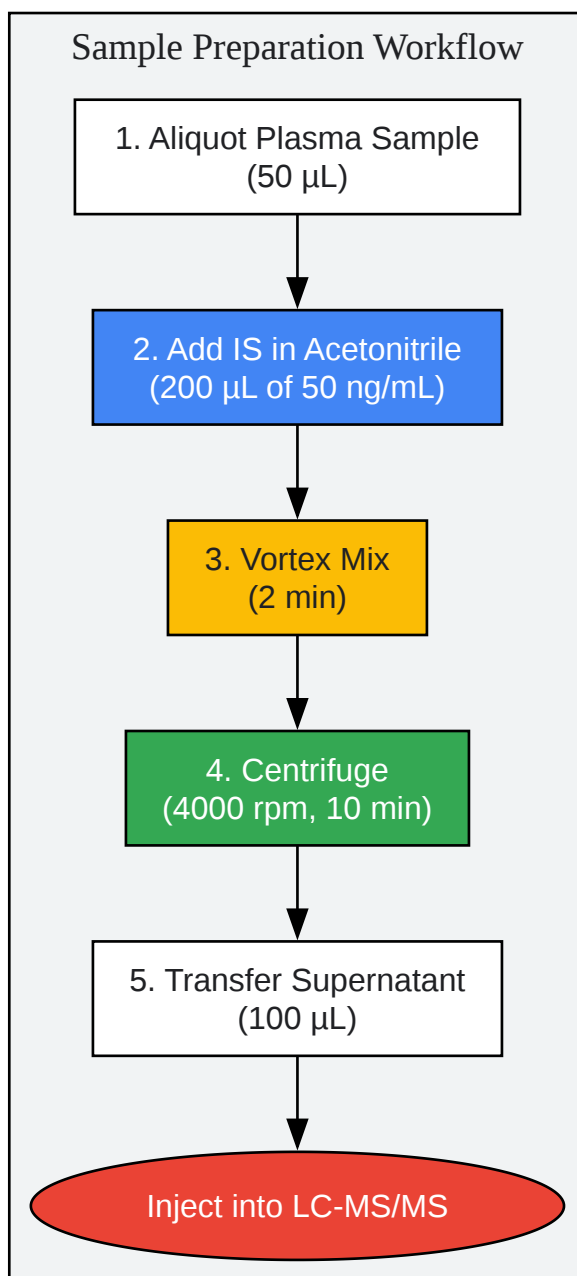 Sample Preparation Workflow
1. Aliquot Plasma Sample
(50 µL)
2. Add IS in Acetonitrile
(200 µL of 50 ng/mL)
3. Vortex Mix
(2 min)
4. Centrifuge
(4000 rpm, 10 min)
5. Transfer Supernatant
(100 µL)
Inject into LC-MS/MS